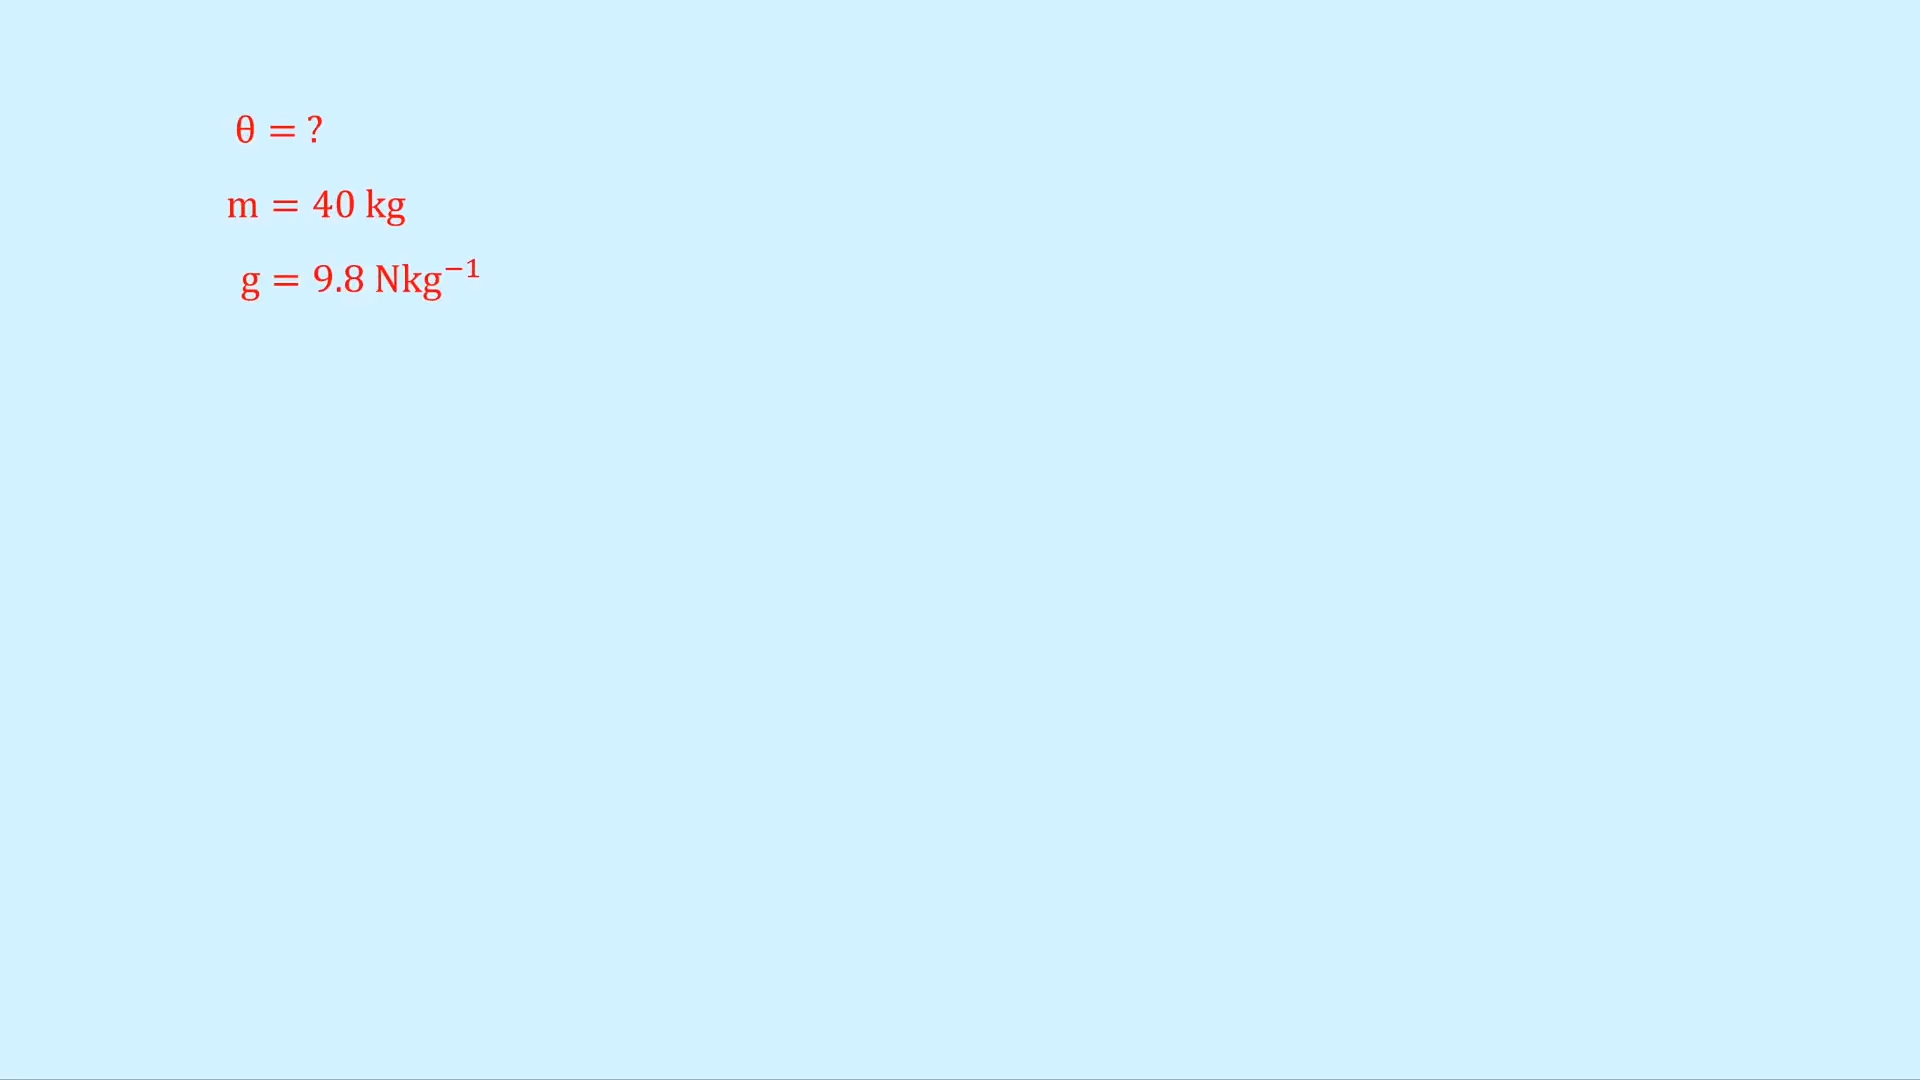 θ = ?
m = 40 kg
g = 9.8 Nkg⁻¹